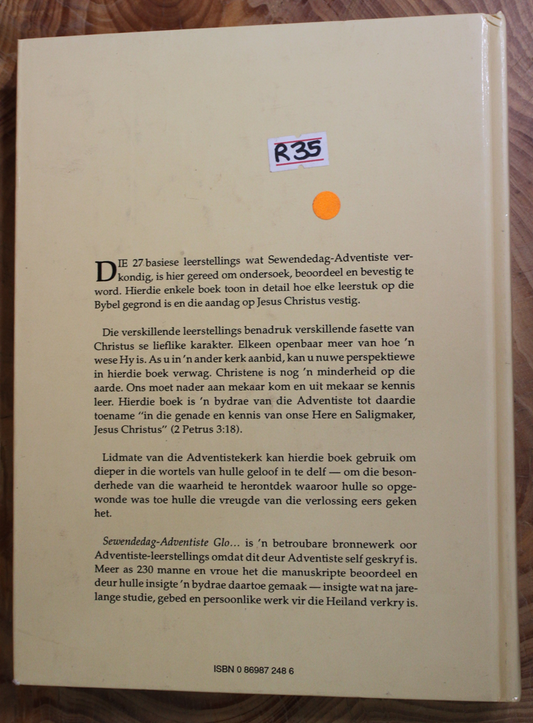 R35
DIE 27 basiese leerstellings wat Sewendedag-Adventiste ver-
kondig, is hier gereed om ondersoek, beoordeel en bevestig te
word. Hierdie enkele boek toon in detail hoe elke leerstuk op die
Bybel gegrond is en die aandag op Jesus Christus vestig.
Die verskillende leerstellings benadruk verskillende fasette van
Christus se lieflike karakter. Elkeen openbaar meer van hoe 'n
wese Hy is. As u in 'n ander kerk aanbid, kan u nuwe perspektiewe
in hierdie boek verwag. Christene is nog 'n minderheid op die
aarde. Ons moet nader aan mekaar kom en uit mekaar se kennis
leer. Hierdie boek is 'n bydrae van die Adventiste tot daardie
toename "in die genade en kennis van onse Here en Saligmaker,
Jesus Christus" (2 Petrus 3:18).
Lidmate van die Adventistekerk kan hierdie boek gebruik om
dieper in die wortels van hulle geloof in te delf — om die beson-
derhede van die waarheid te herontdek waaroor hulle so opge-
wonde was toe hulle die vreugde van die verlossing eers geken
het.
Sewendedag-Adventiste Glo... is 'n betroubare bronnewerk oor
Adventiste-leerstellings omdat dit deur Adventiste self geskryf is.
Meer as 230 manne en vroue het die manuskripte beoordeel en
deur hulle insigte 'n bydrae daartoe gemaak — insigte wat na jare-
lange studie, gebed en persoonlike werk vir die Heiland verkry is.
ISBN 0 86987 248 6